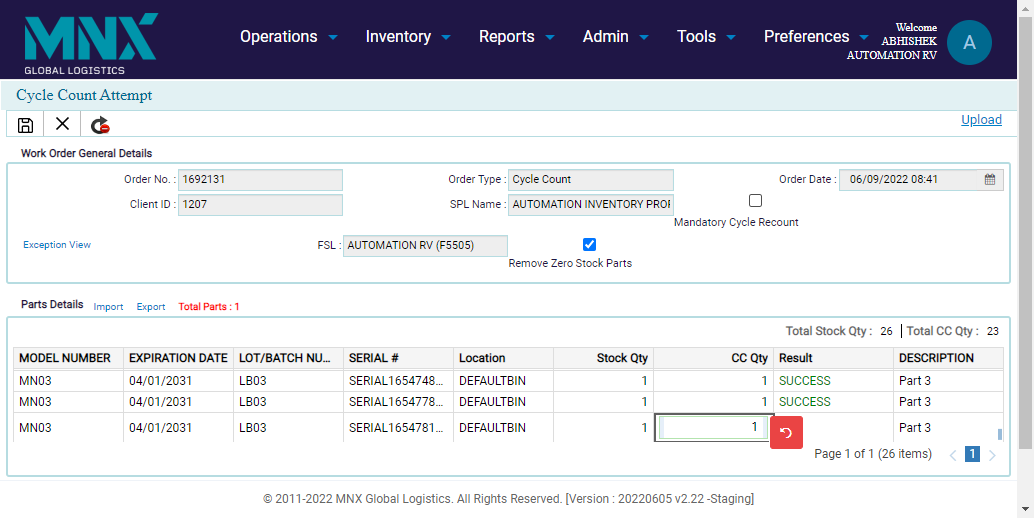 MNX
GLOBAL LOGISTICS
Operations Inventory Reports Admin Tools Preferences
Welcome
ABHISHEK
AUTOMATION RV
A
Cycle Count Attempt
Upload
Work Order General Details
Order No. : 1692131 Order Type : Cycle Count Order Date : 06/09/2022 08:41
Client ID : 1207 SPL Name : AUTOMATION INVENTORY PROF
Mandatory Cycle Recount
Exception View FSL : AUTOMATION RV (F5505)
Remove Zero Stock Parts
Parts Details Import Export Total Parts : 1
Total Stock Qty : 26 Total CC Qty : 23
MODEL NUMBER EXPIRATION DATE LOT/BATCH NU... SERIAL # Location Stock Qty CC Qty Result DESCRIPTION
MN03 04/01/2031 LB03 SERIAL1654748... DEFAULTBIN 1 1 SUCCESS Part 3
MN03 04/01/2031 LB03 SERIAL1654778... DEFAULTBIN 1 1 SUCCESS Part 3
MN03 04/01/2031 LB03 SERIAL1654781... DEFAULTBIN 1 1 Part 3
Page 1 of 1 (26 items) 1
© 2011-2022 MNX Global Logistics. All Rights Reserved. [Version : 20220605 v2.22 -Staging]